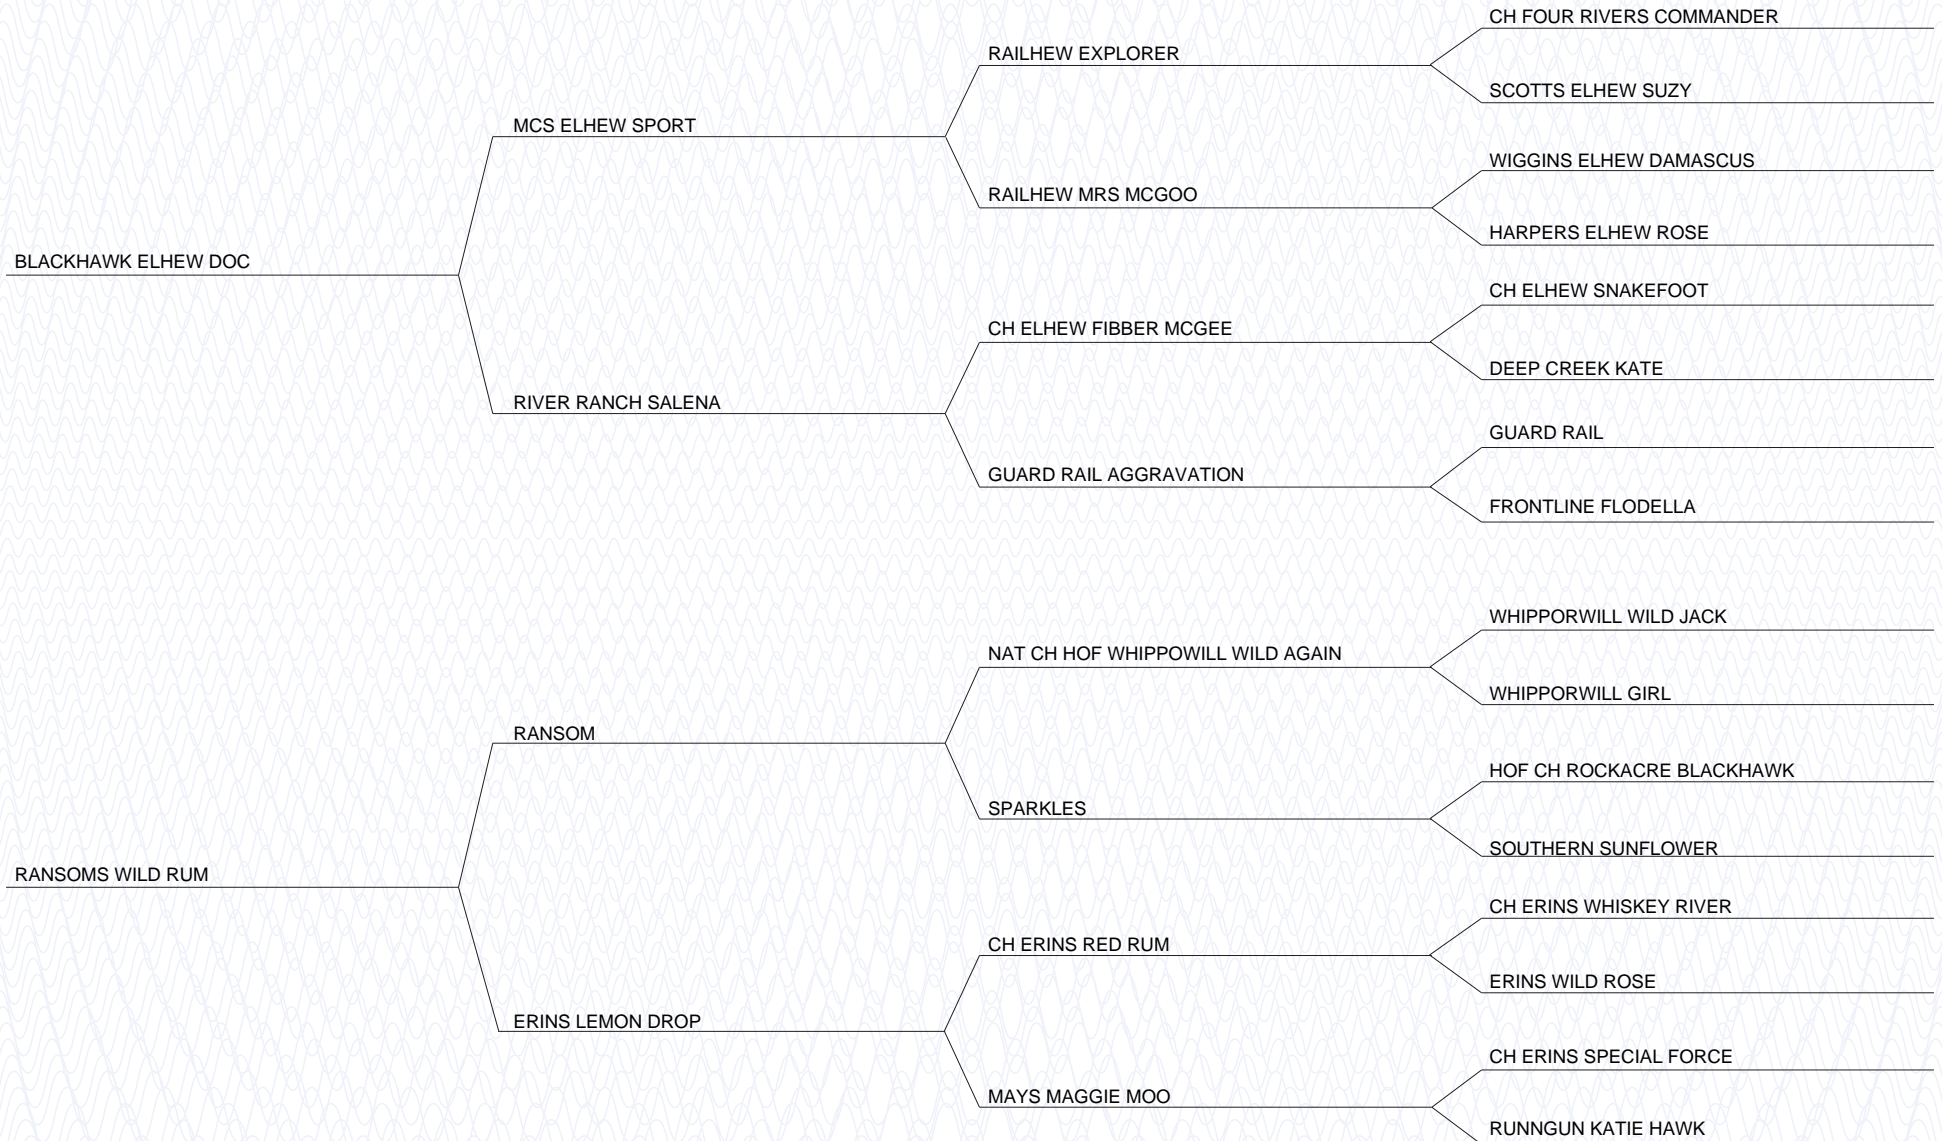 CH FOUR RIVERS COMMANDER
RAILHEW EXPLORER
SCOTTS ELHEW SUZY
MCS ELHEW SPORT
WIGGINS ELHEW DAMASCUS
RAILHEW MRS MCGOO
HARPERS ELHEW ROSE
BLACKHAWK ELHEW DOC
CH ELHEW SNAKEFOOT
CH ELHEW FIBBER MCGEE
DEEP CREEK KATE
RIVER RANCH SALENA
GUARD RAIL
GUARD RAIL AGGRAVATION
FRONTLINE FLODELLA
WHIPPORWILL WILD JACK
NAT CH HOF WHIPPOWILL WILD AGAIN
WHIPPORWILL GIRL
RANSOM
HOF CH ROCKACRE BLACKHAWK
SPARKLES
SOUTHERN SUNFLOWER
RANSOMS WILD RUM
CH ERINS WHISKEY RIVER
CH ERINS RED RUM
ERINS WILD ROSE
ERINS LEMON DROP
CH ERINS SPECIAL FORCE
MAYS MAGGIE MOO
RUNNGUN KATIE HAWK